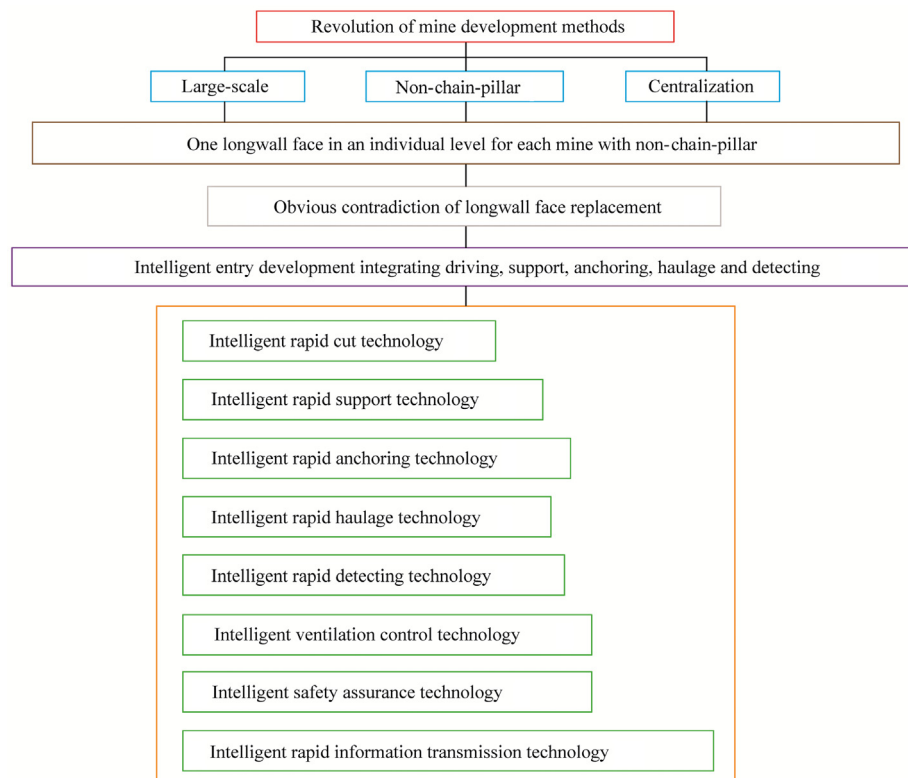 Revolution of mine development methods
Large-scale
Non-chain-pillar
Centralization
One longwall face in an individual level for each mine with non-chain-pillar
Obvious contradiction of longwall face replacement
Intelligent entry development integrating driving, support, anchoring, haulage and detecting
Intelligent rapid cut technology
Intelligent rapid support technology
Intelligent rapid anchoring technology
Intelligent rapid haulage technology
Intelligent rapid detecting technology
Intelligent ventilation control technology
Intelligent safety assurance technology
Intelligent rapid information transmission technology